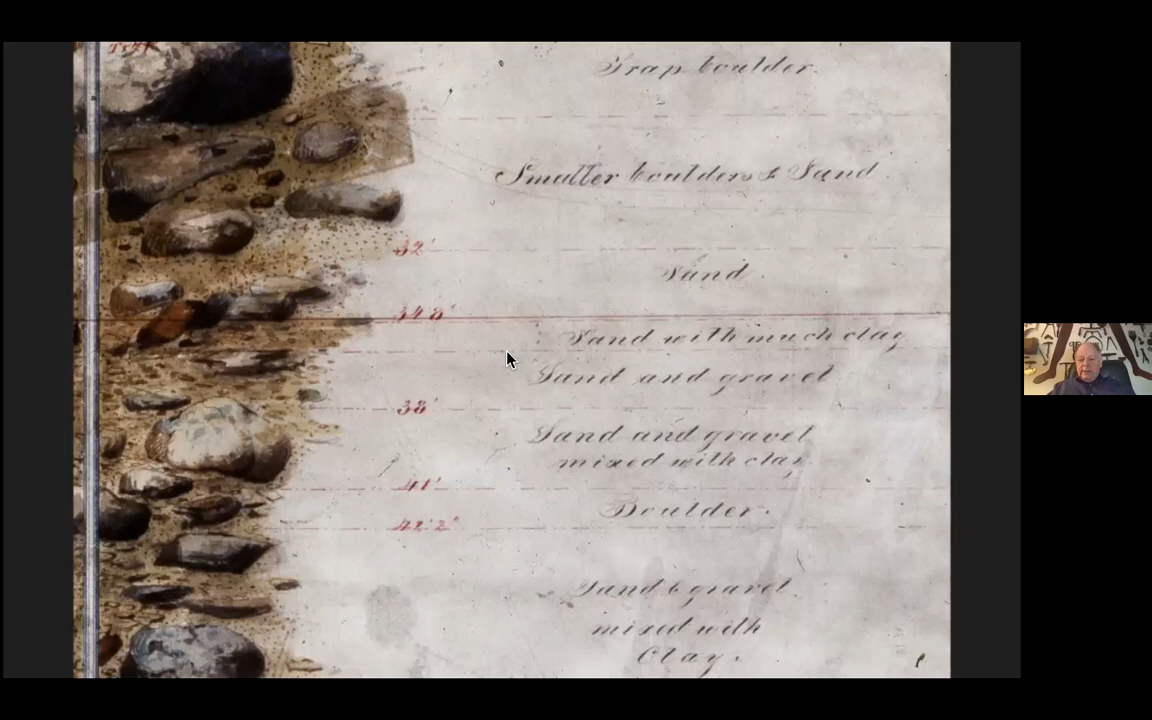 Trap boulder.
Smaller boulders & Sand
32'
Sand.
34'8"
Sand with much clay
Sand and gravel
38'
Sand and gravel
mixed with clay
41'
Boulder.
42'2"
Sand & gravel
mixed with
Clay.